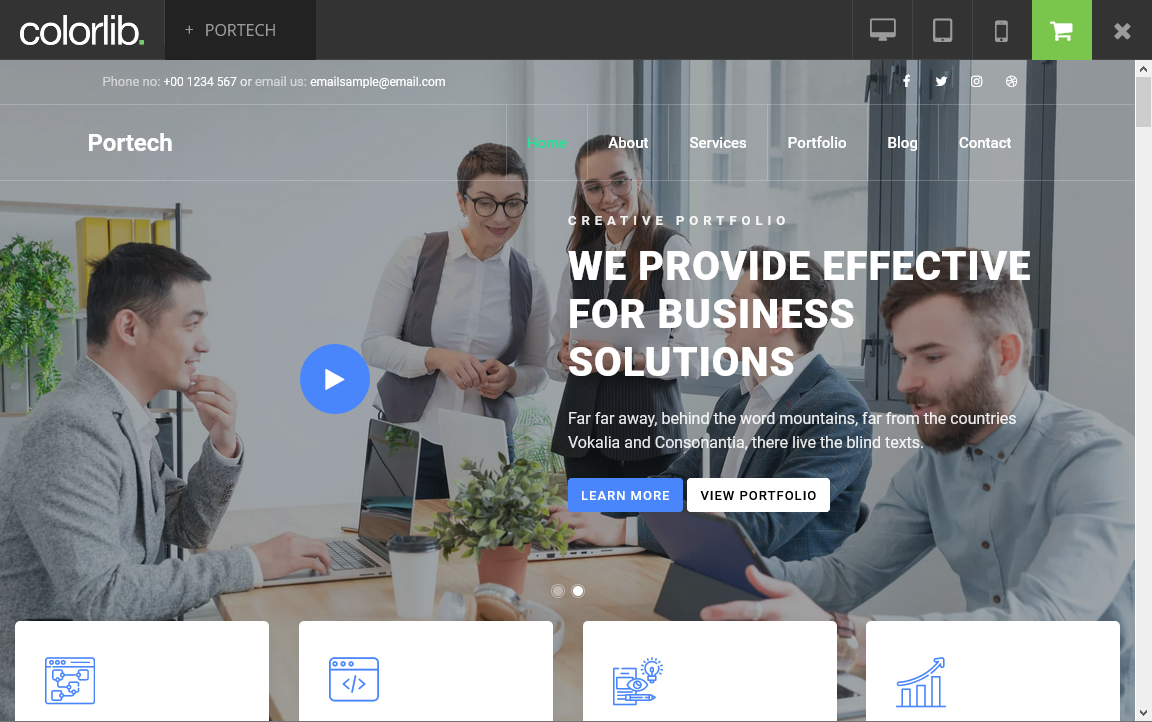 colorlib.
+ PORTECH
Phone no: +00 1234 567 or email us: emailsample@email.com
Portech
Home
About
Services
Portfolio
Blog
Contact
CREATIVE PORTFOLIO
WE PROVIDE EFFECTIVE
FOR BUSINESS
SOLUTIONS
Far far away, behind the word mountains, far from the countries
Vokalia and Consonantia, there live the blind texts.
LEARN MORE
VIEW PORTFOLIO